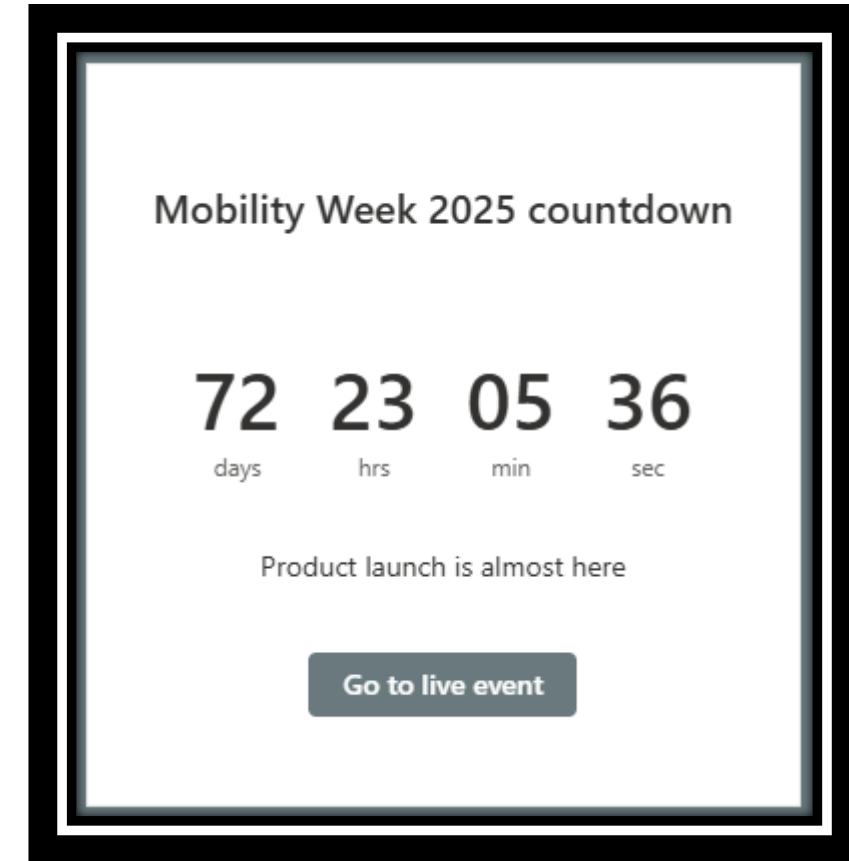 Mobility Week 2025 countdown
72 23 05 36
days hrs min sec
Product launch is almost here
Go to live event